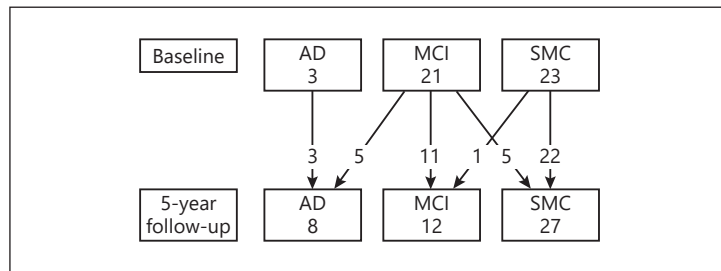 Baseline
AD
3
MCI
21
SMC
23
3 5 11 1 5 22
5-year
follow-up
AD
8
MCI
12
SMC
27